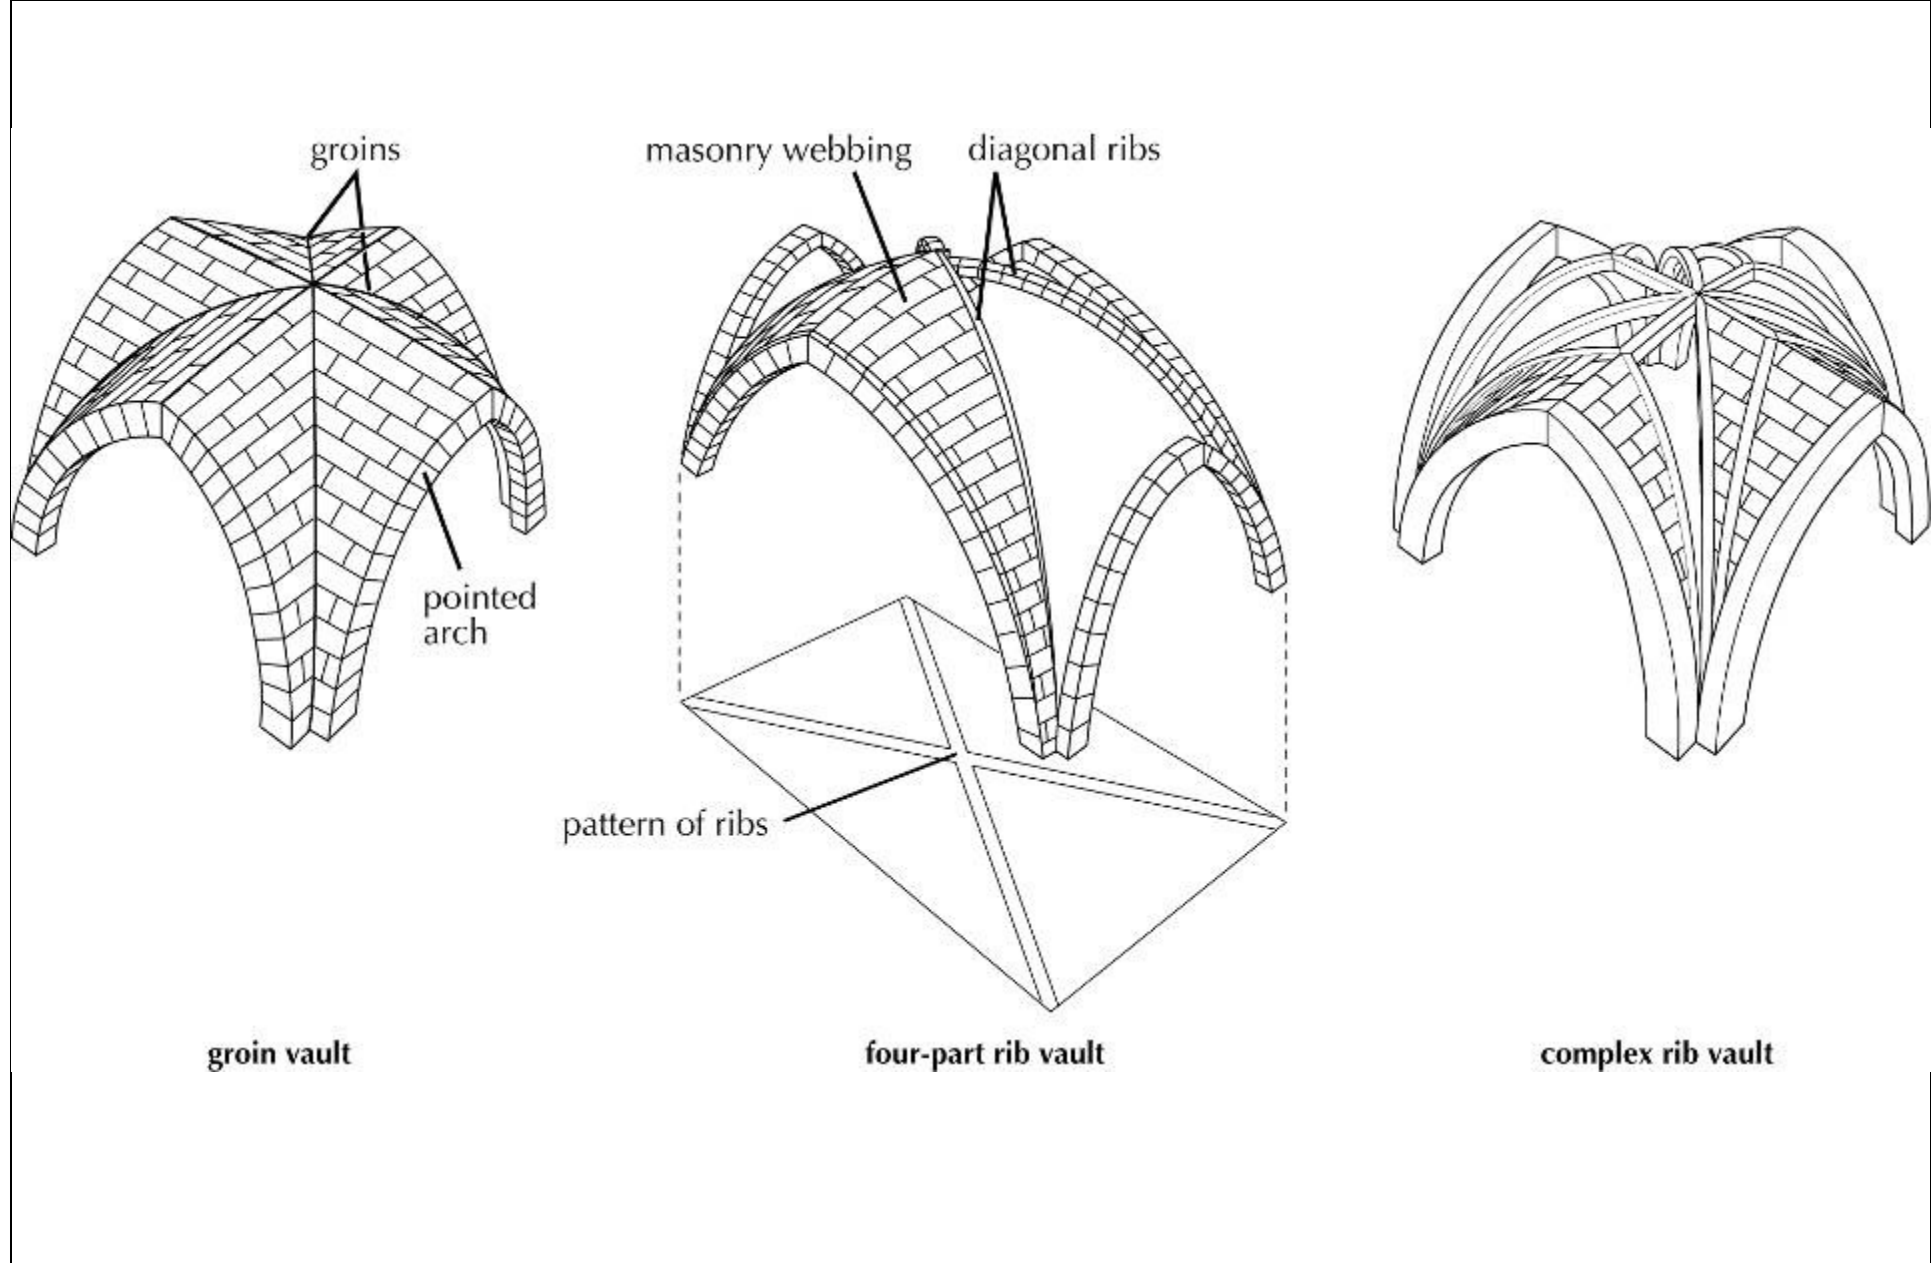 groins
masonry webbing
diagonal ribs
pointed
arch
pattern of ribs
groin vault
four-part rib vault
complex rib vault